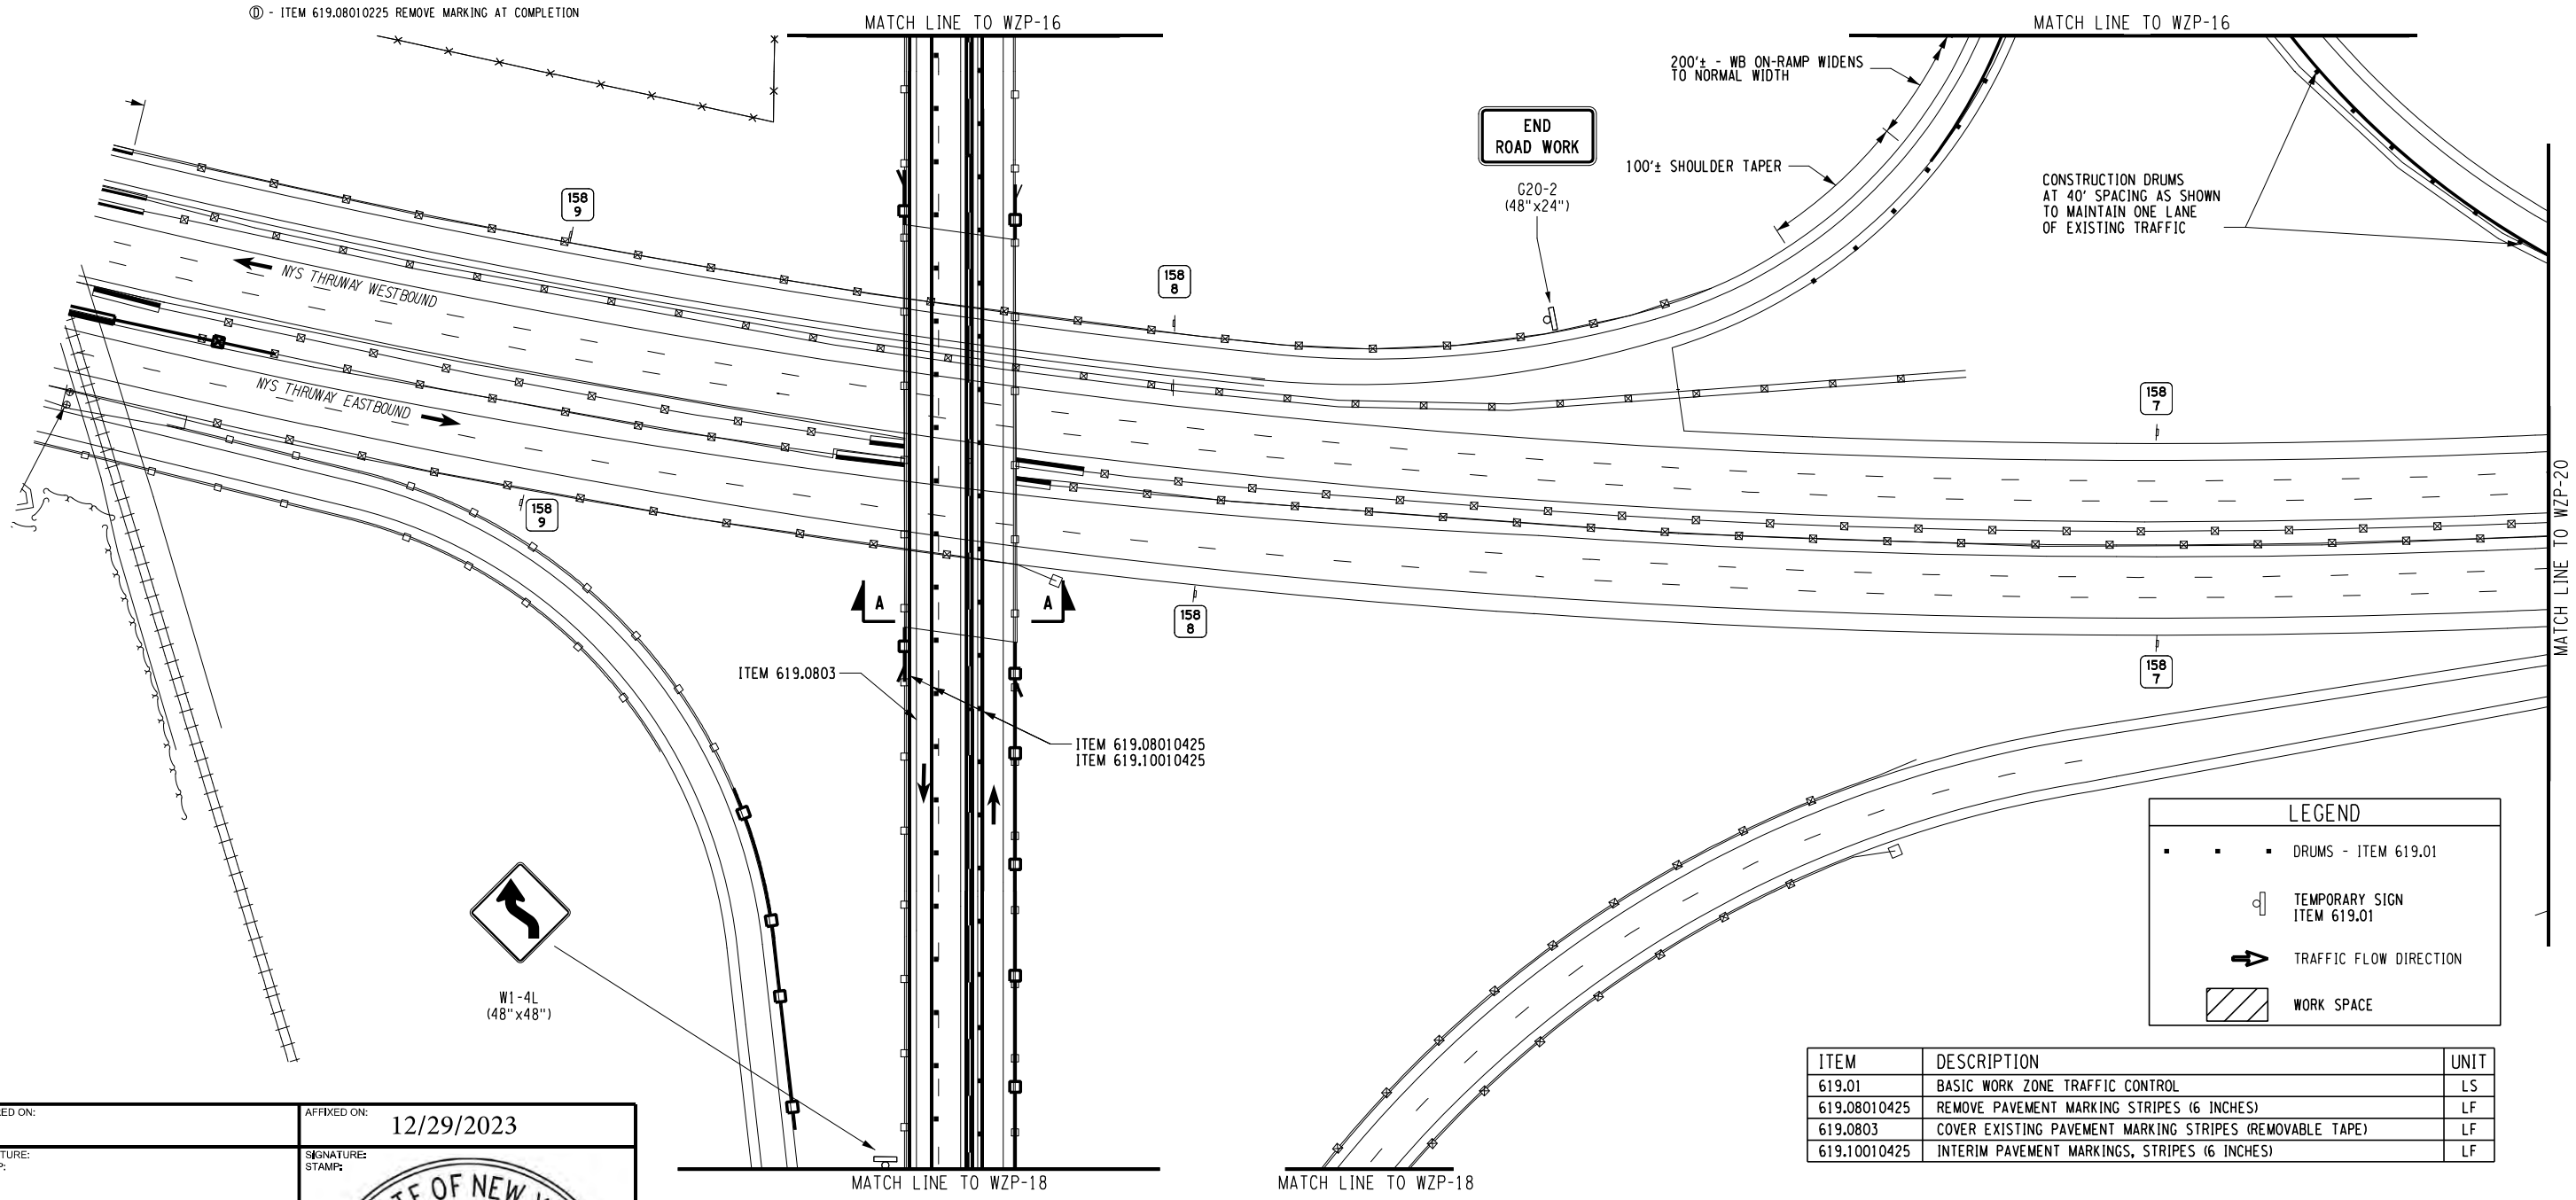 Ⓓ - ITEM 619.08010225 REMOVE MARKING AT COMPLETION
MATCH LINE TO WZP-16
MATCH LINE TO WZP-16
200'± - WB ON-RAMP WIDENS
TO NORMAL WIDTH
END
ROAD WORK
100'± SHOULDER TAPER
G20-2
(48"x24")
CONSTRUCTION DRUMS
AT 40' SPACING AS SHOWN
TO MAINTAIN ONE LANE
OF EXISTING TRAFFIC
158
9
158
8
NYS THRUWAY WESTBOUND
NYS THRUWAY EASTBOUND
158
7
158
9
MATCH LINE TO WZP-20
A
A
158
8
158
7
ITEM 619.0803
ITEM 619.08010425
ITEM 619.10010425
W1-4L
(48"x48")
LEGEND
DRUMS - ITEM 619.01
TEMPORARY SIGN
ITEM 619.01
TRAFFIC FLOW DIRECTION
WORK SPACE
ITEM DESCRIPTION UNIT
619.01 BASIC WORK ZONE TRAFFIC CONTROL LS
619.08010425 REMOVE PAVEMENT MARKING STRIPES (6 INCHES) LF
619.0803 COVER EXISTING PAVEMENT MARKING STRIPES (REMOVABLE TAPE) LF
619.10010425 INTERIM PAVEMENT MARKINGS, STRIPES (6 INCHES) LF
ED ON:
AFFIXED ON:
12/29/2023
TURE:
P:
SIGNATURE:
STAMP:
TE OF NEW
MATCH LINE TO WZP-18
MATCH LINE TO WZP-18